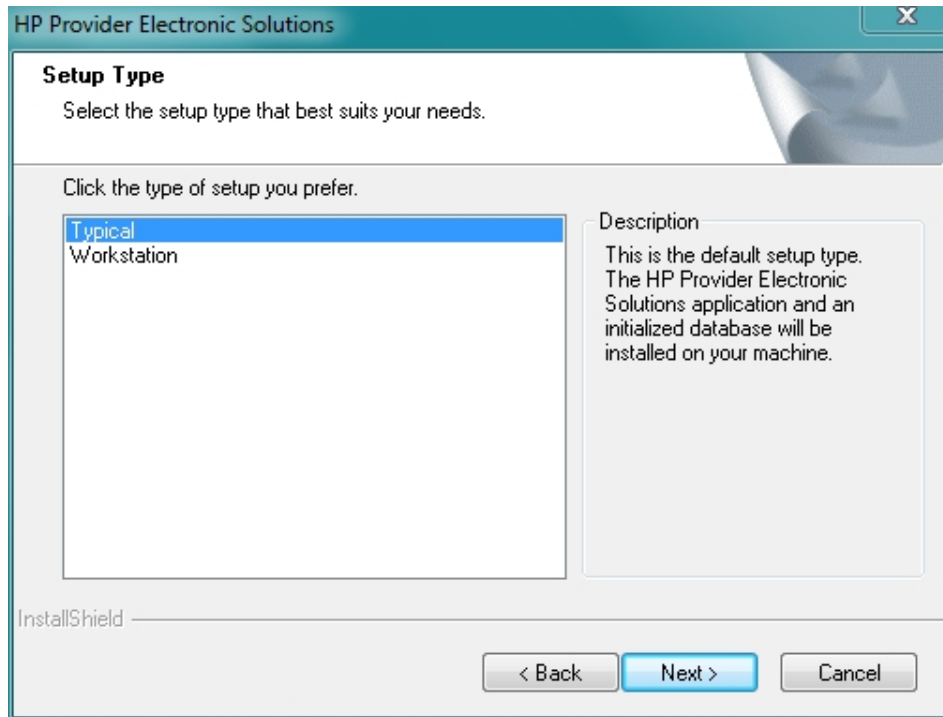 HP Provider Electronic Solutions
Setup Type
Select the setup type that best suits your needs.
Click the type of setup you prefer.
Typical
Workstation
Description
This is the default setup type.
The HP Provider Electronic
Solutions application and an
initialized database will be
installed on your machine.
InstallShield
< Back
Next >
Cancel